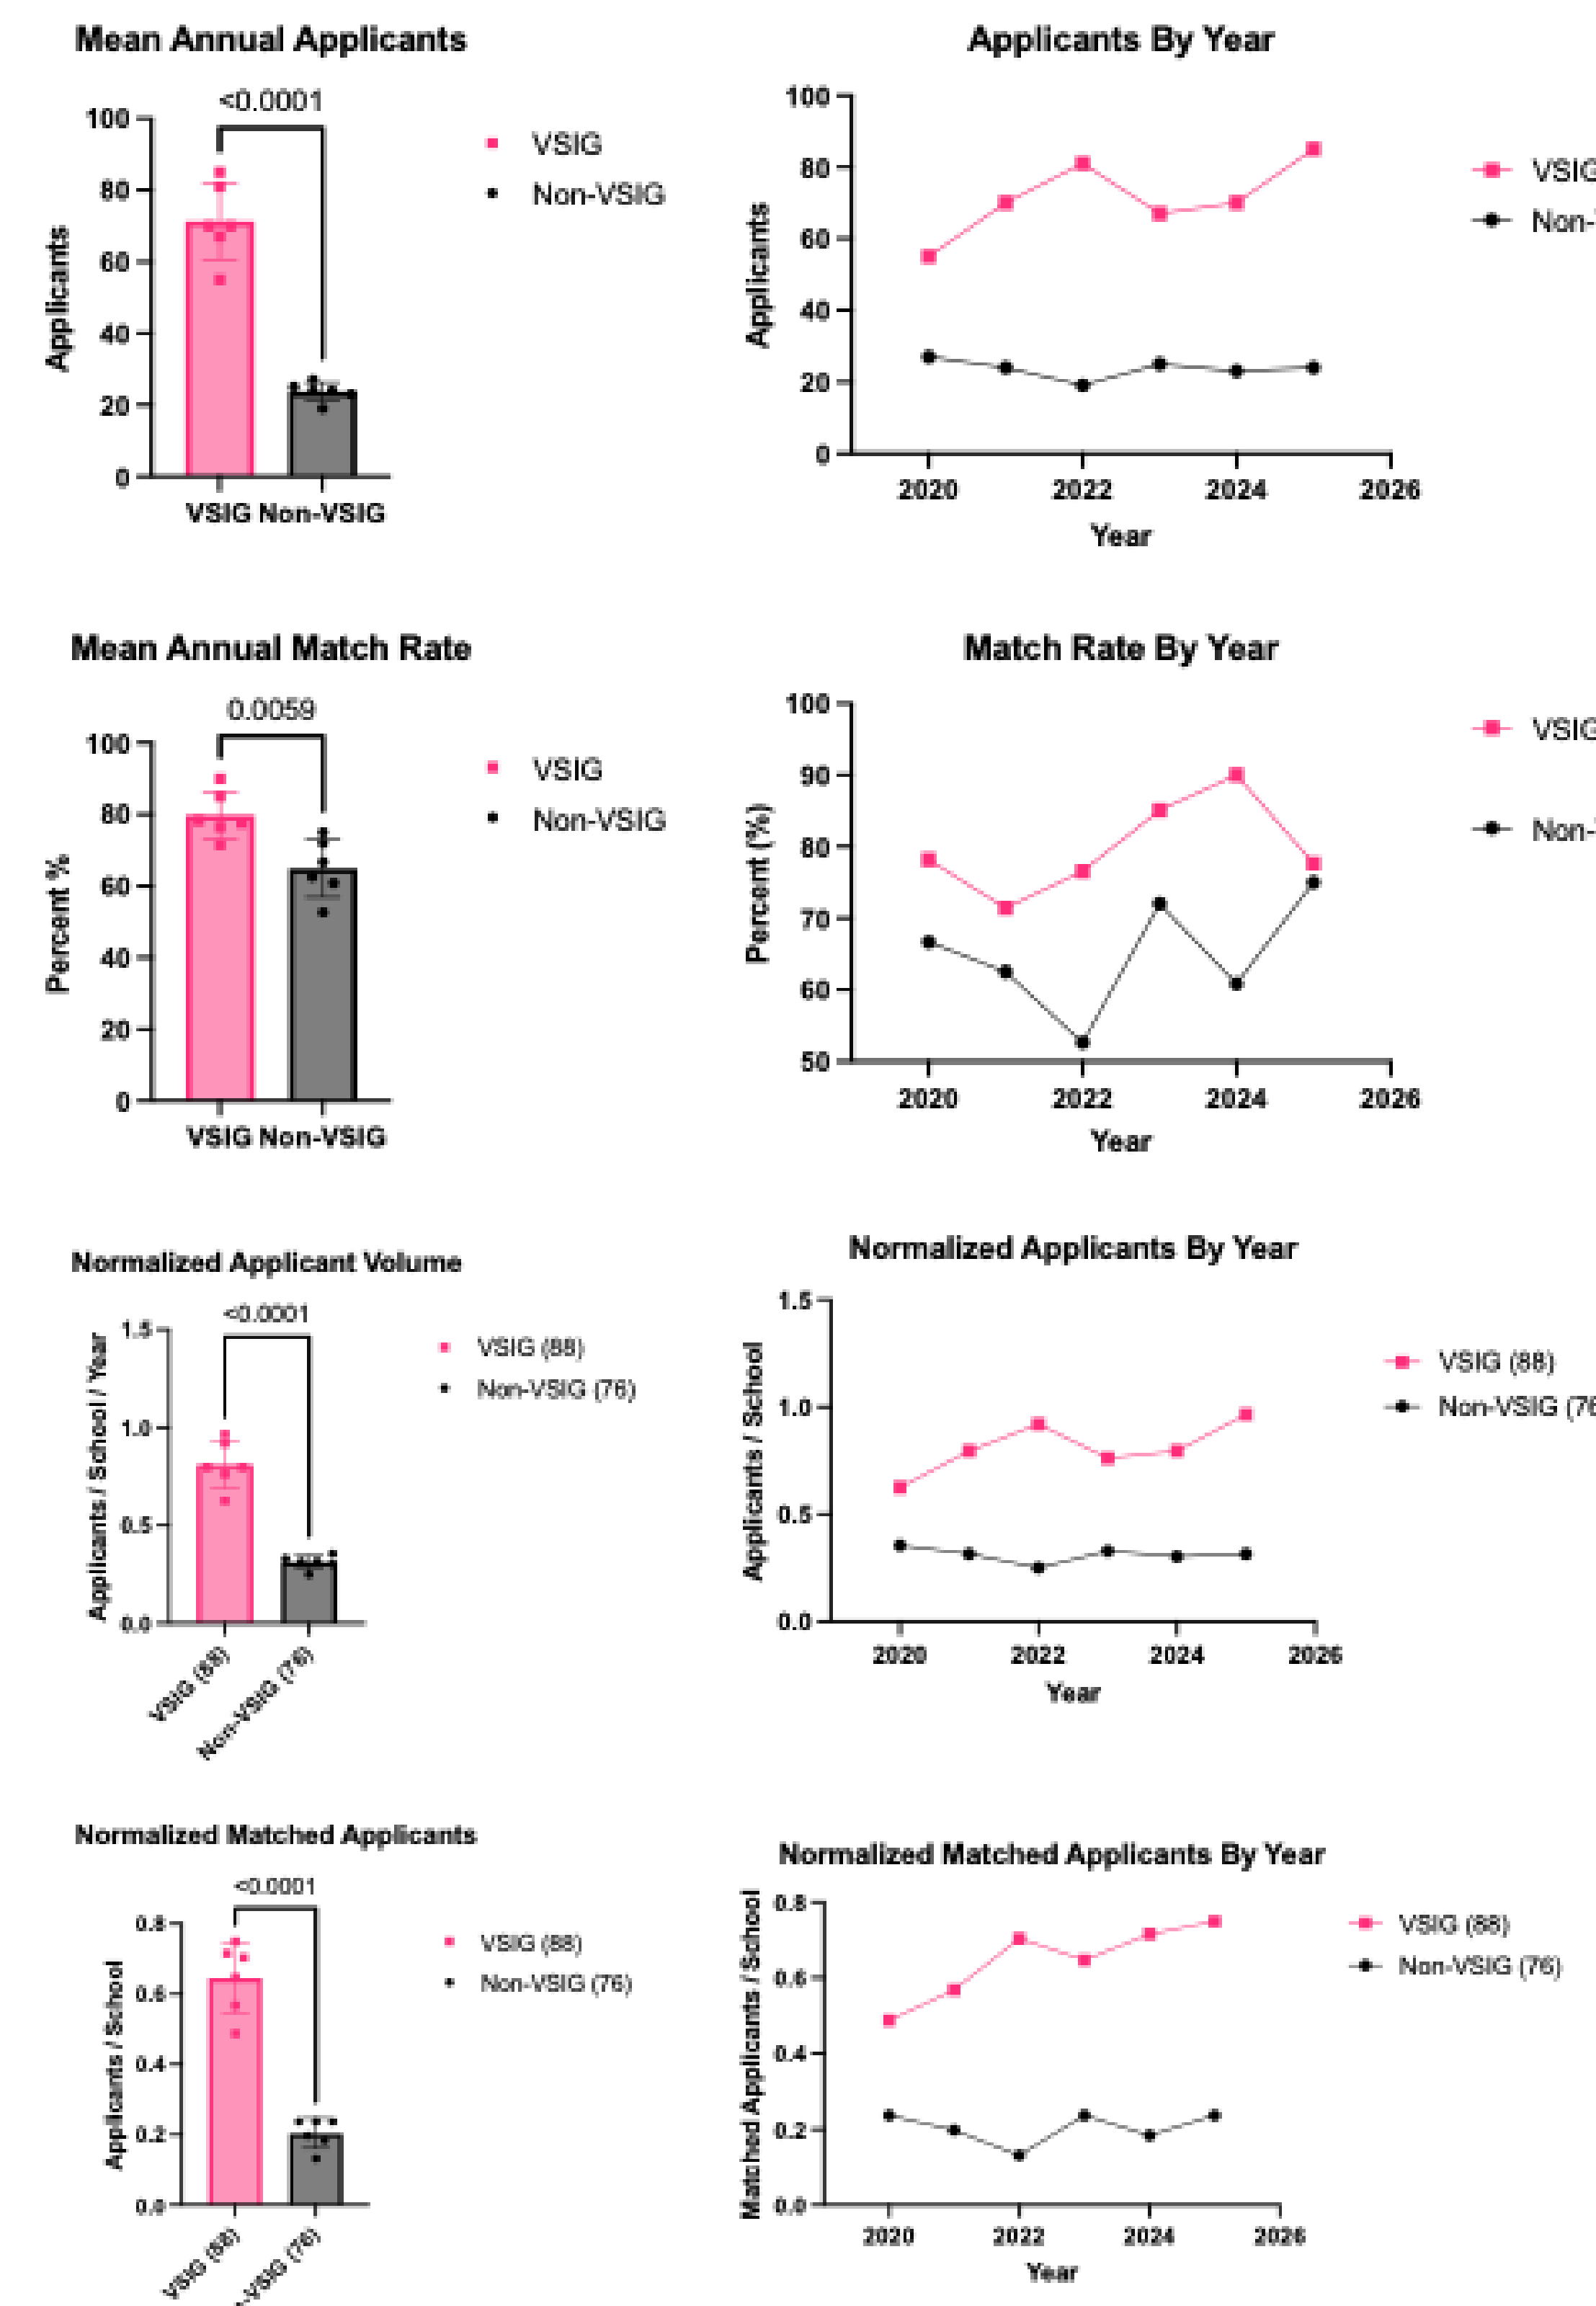 Mean Annual Applicants
<0.0001
100
80
60
40
20
0
Applicants
VSIG
Non-VSIG
VSIG Non-VSIG
Applicants By Year
100
80
60
40
20
0
Applicants
2020 2022 2024 2026
Year
VSIG
Non-
Mean Annual Match Rate
0.0059
100
80
60
40
20
0
Percent %
VSIG
Non-VSIG
VSIG Non-VSIG
Match Rate By Year
100
90
80
70
60
50
Percent (%)
2020 2022 2024 2026
Year
VSIG
Non-
Normalized Applicant Volume
<0.0001
1.5
1.0
0.5
0.0
Applicants / School / Year
VSIG (88)
Non-VSIG (76)
VSIG (88)
Non-VSIG (76)
Normalized Applicants By Year
1.5
1.0
0.5
0.0
Applicants / School
2020 2022 2024 2026
Year
VSIG (88)
Non-VSIG (76
Normalized Matched Applicants
<0.0001
0.8
0.6
0.4
0.2
0.0
Applicants / School
VSIG (88)
Non-VSIG (76)
VSIG (88)
-VSIG (76)
Normalized Matched Applicants By Year
0.8
0.6
0.4
0.2
0.0
Matched Applicants / School
2020 2022 2024 2026
Year
VSIG (88)
Non-VSIG (76)